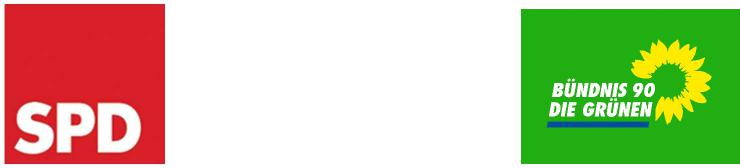 SPD
BÜNDNIS 90
DIE GRÜNEN